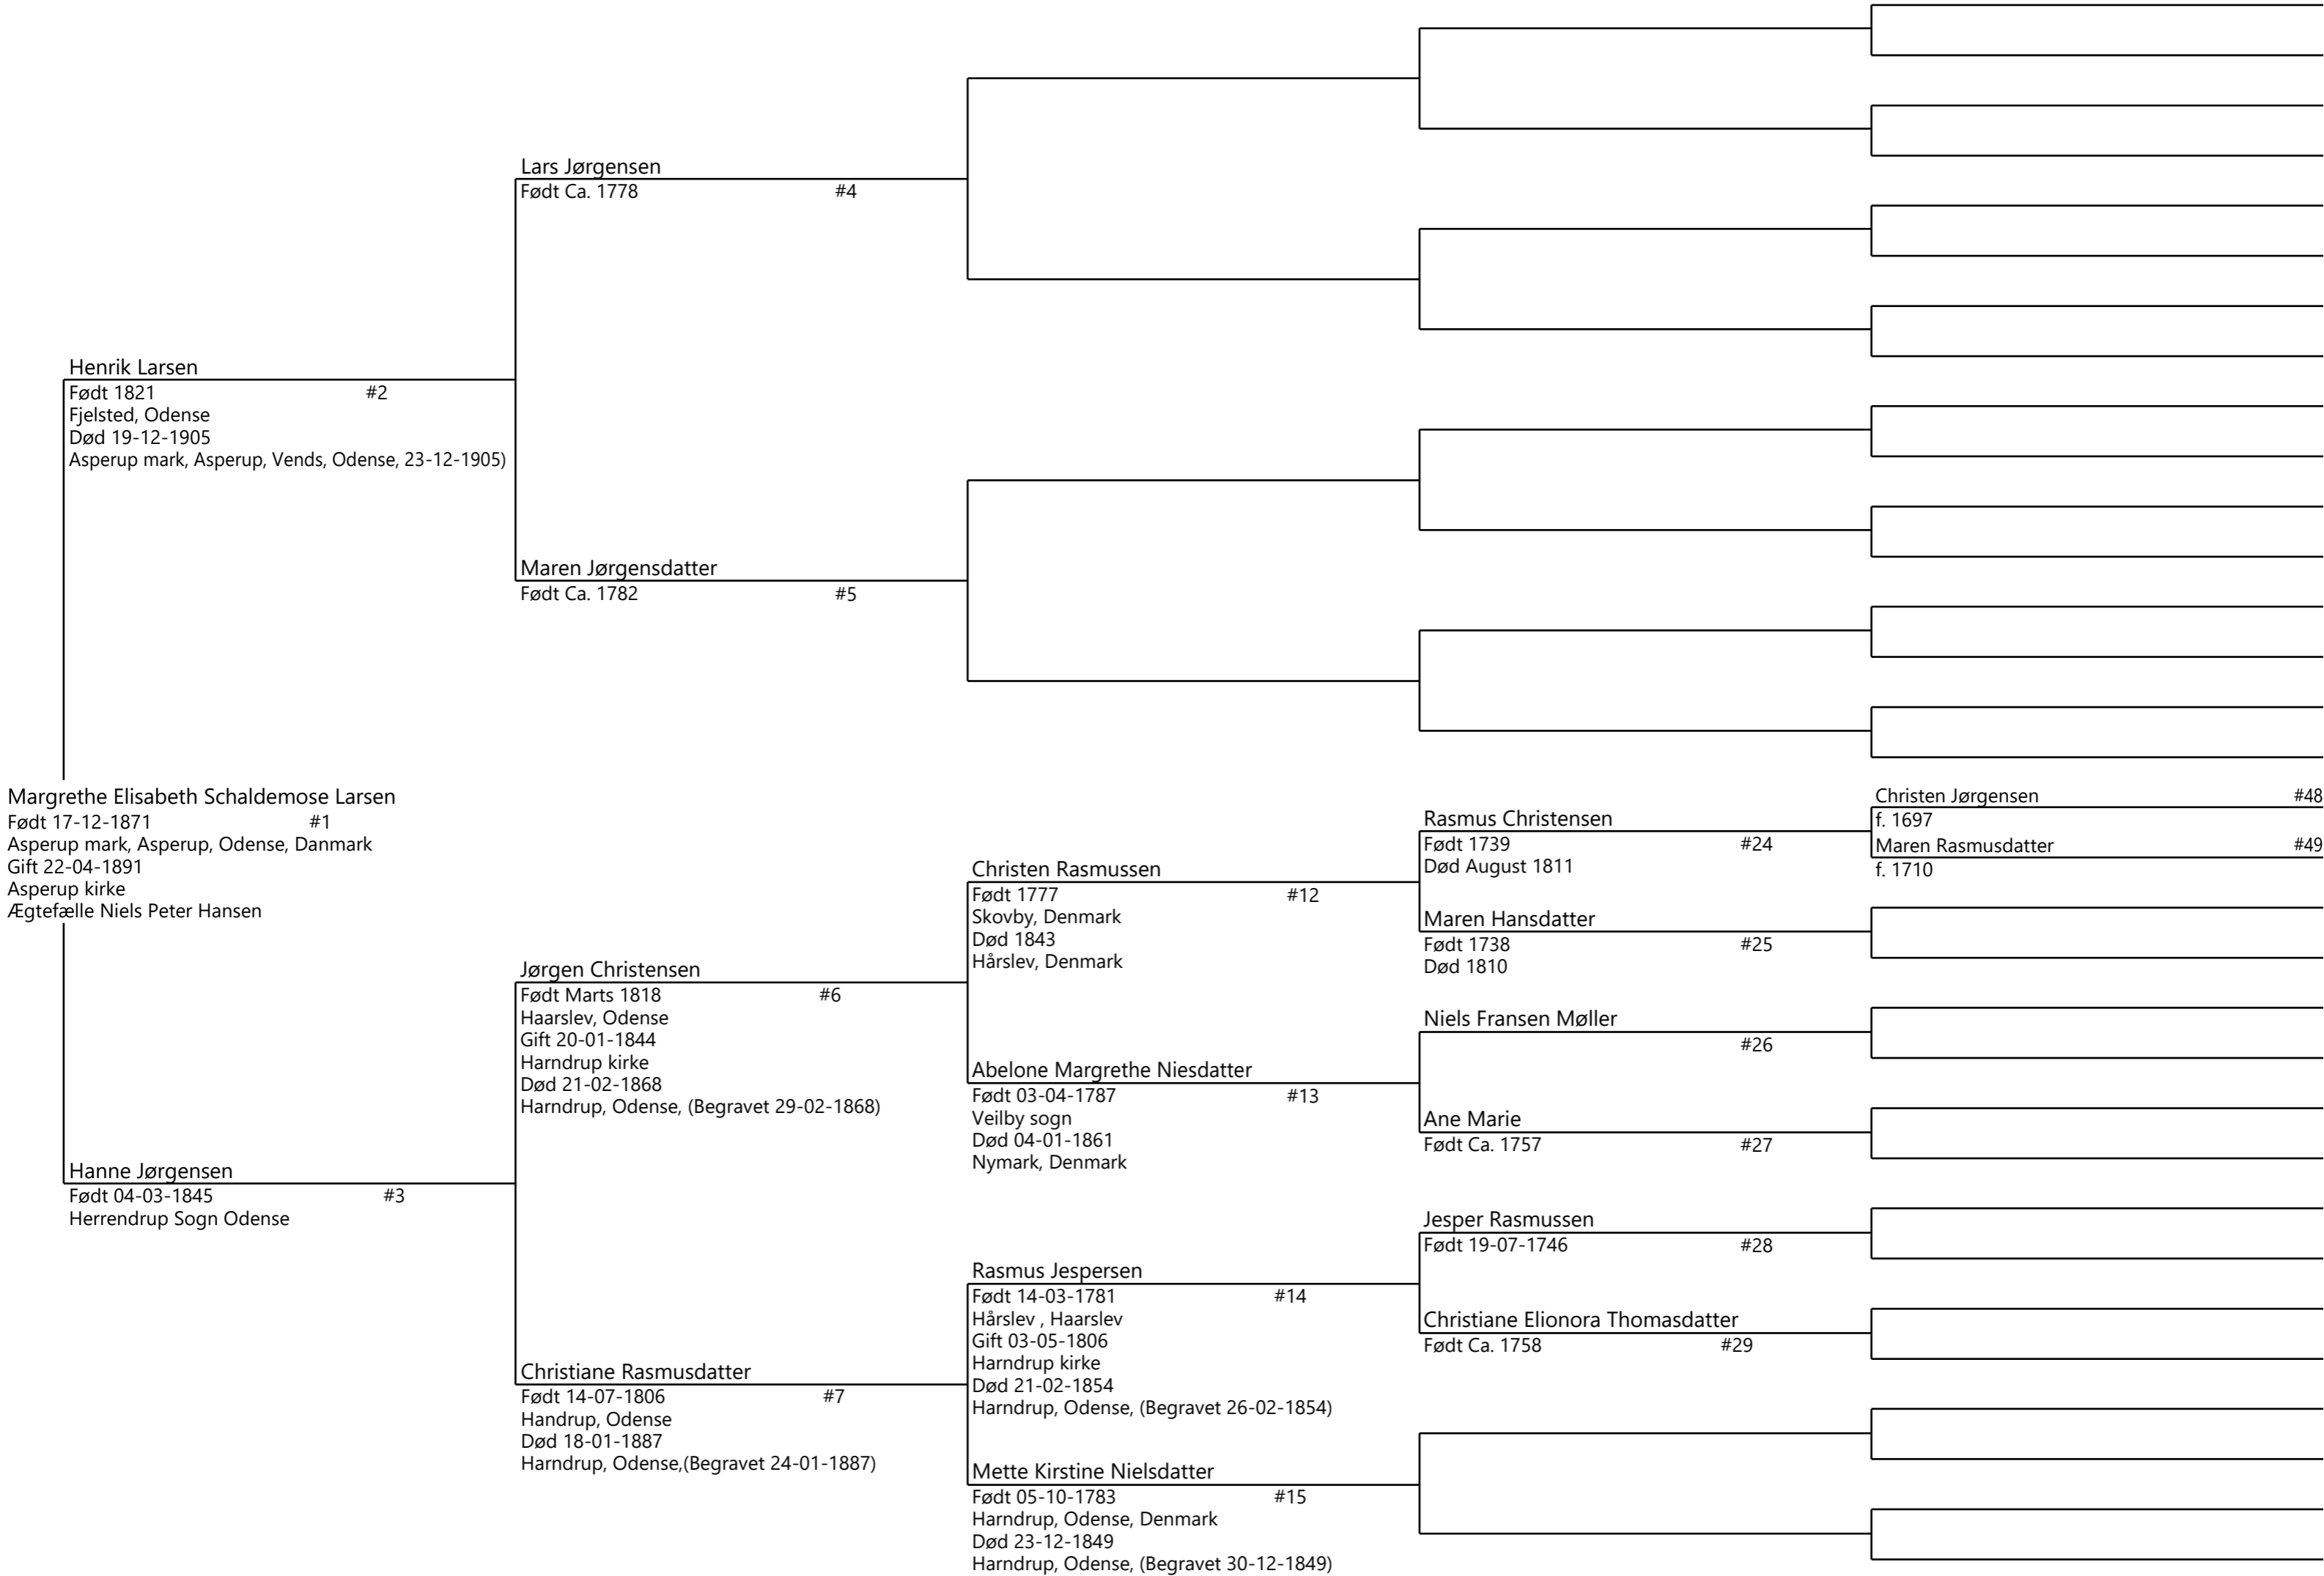 Lars Jørgensen
Født Ca. 1778 #4
Henrik Larsen
Født 1821 #2
Fjelsted, Odense
Død 19-12-1905
Asperup mark, Asperup, Vends, Odense, 23-12-1905)
Maren Jørgensdatter
Født Ca. 1782 #5
Margrethe Elisabeth Schaldemose Larsen
Født 17-12-1871 #1
Asperup mark, Asperup, Odense, Danmark
Gift 22-04-1891
Asperup kirke
Ægtefælle Niels Peter Hansen
Christen Jørgensen #48
f. 1697
Maren Rasmusdatter #49
f. 1710
Rasmus Christensen
Født 1739 #24
Død August 1811
Christen Rasmussen
Født 1777 #12
Skovby, Denmark
Død 1843
Hårslev, Denmark
Maren Hansdatter
Født 1738 #25
Død 1810
Jørgen Christensen
Født Marts 1818 #6
Haarslev, Odense
Gift 20-01-1844
Harndrup kirke
Død 21-02-1868
Harndrup, Odense, (Begravet 29-02-1868)
Niels Fransen Møller
#26
Abelone Margrethe Niesdatter
Født 03-04-1787 #13
Veilby sogn
Død 04-01-1861
Nymark, Denmark
Ane Marie
Født Ca. 1757 #27
Hanne Jørgensen
Født 04-03-1845 #3
Herrendrup Sogn Odense
Jesper Rasmussen
Født 19-07-1746 #28
Rasmus Jespersen
Født 14-03-1781 #14
Hårslev , Haarslev
Gift 03-05-1806
Harndrup kirke
Død 21-02-1854
Harndrup, Odense, (Begravet 26-02-1854)
Christiane Elionora Thomasdatter
Født Ca. 1758 #29
Christiane Rasmusdatter
Født 14-07-1806 #7
Handrup, Odense
Død 18-01-1887
Harndrup, Odense,(Begravet 24-01-1887)
Mette Kirstine Nielsdatter
Født 05-10-1783 #15
Harndrup, Odense, Denmark
Død 23-12-1849
Harndrup, Odense, (Begravet 30-12-1849)